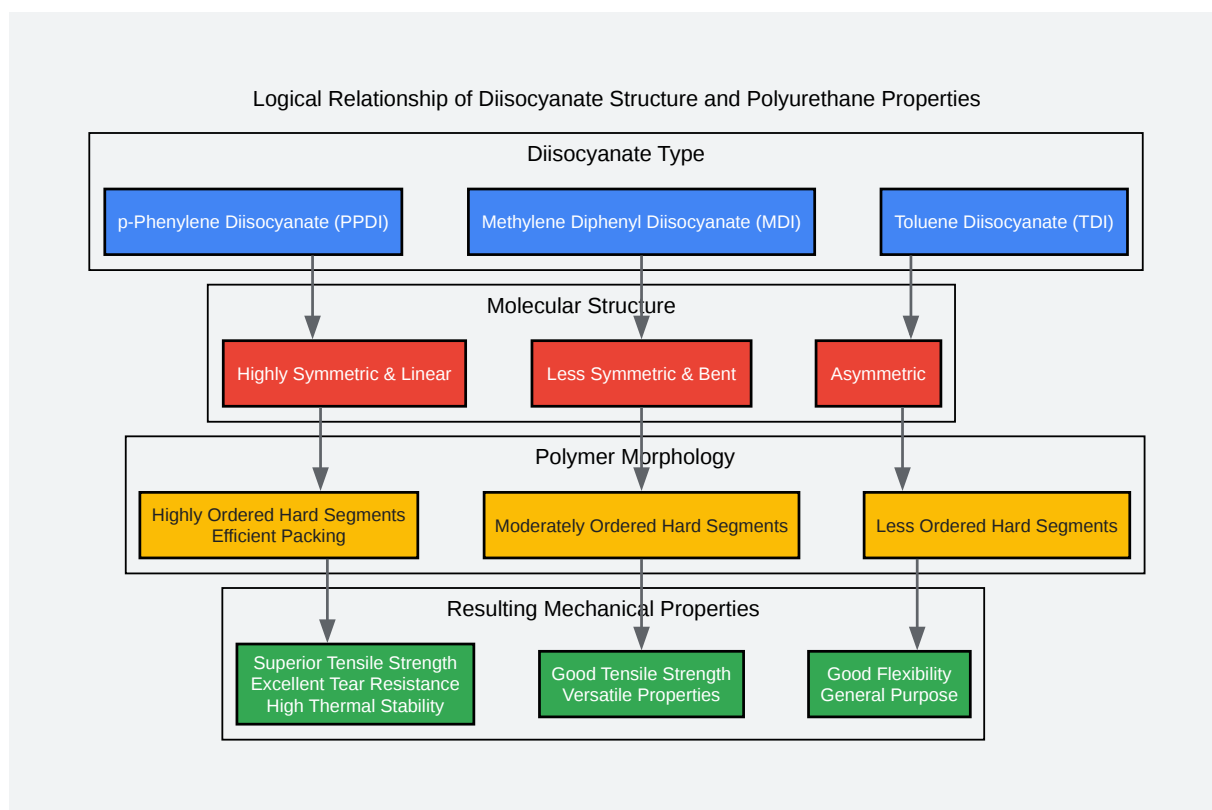 Logical Relationship of Diisocyanate Structure and Polyurethane Properties
Diisocyanate Type
p-Phenylene Diisocyanate (PPDI)
Methylene Diphenyl Diisocyanate (MDI)
Toluene Diisocyanate (TDI)
Molecular Structure
Highly Symmetric & Linear
Less Symmetric & Bent
Asymmetric
Polymer Morphology
Highly Ordered Hard Segments
Efficient Packing
Moderately Ordered Hard Segments
Less Ordered Hard Segments
Resulting Mechanical Properties
Superior Tensile Strength
Excellent Tear Resistance
High Thermal Stability
Good Tensile Strength
Versatile Properties
Good Flexibility
General Purpose